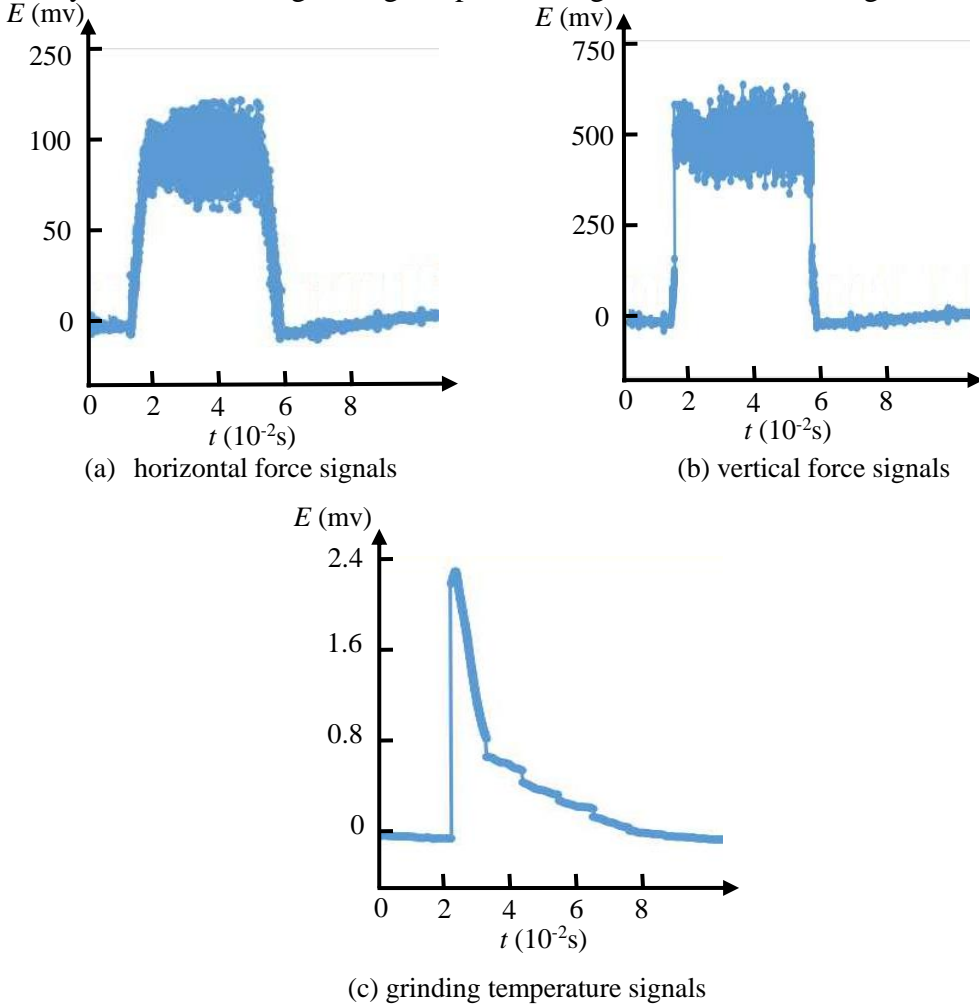 E (mv)
250
100
50
0
0 2 4 6 8
t (10-2s)
(a) horizontal force signals
E (mv)
750
500
250
0
0 2 4 6 8
t (10-2s)
(b) vertical force signals
E (mv)
2.4
1.6
0.8
0
0 2 4 6 8
t (10-2s)
(c) grinding temperature signals